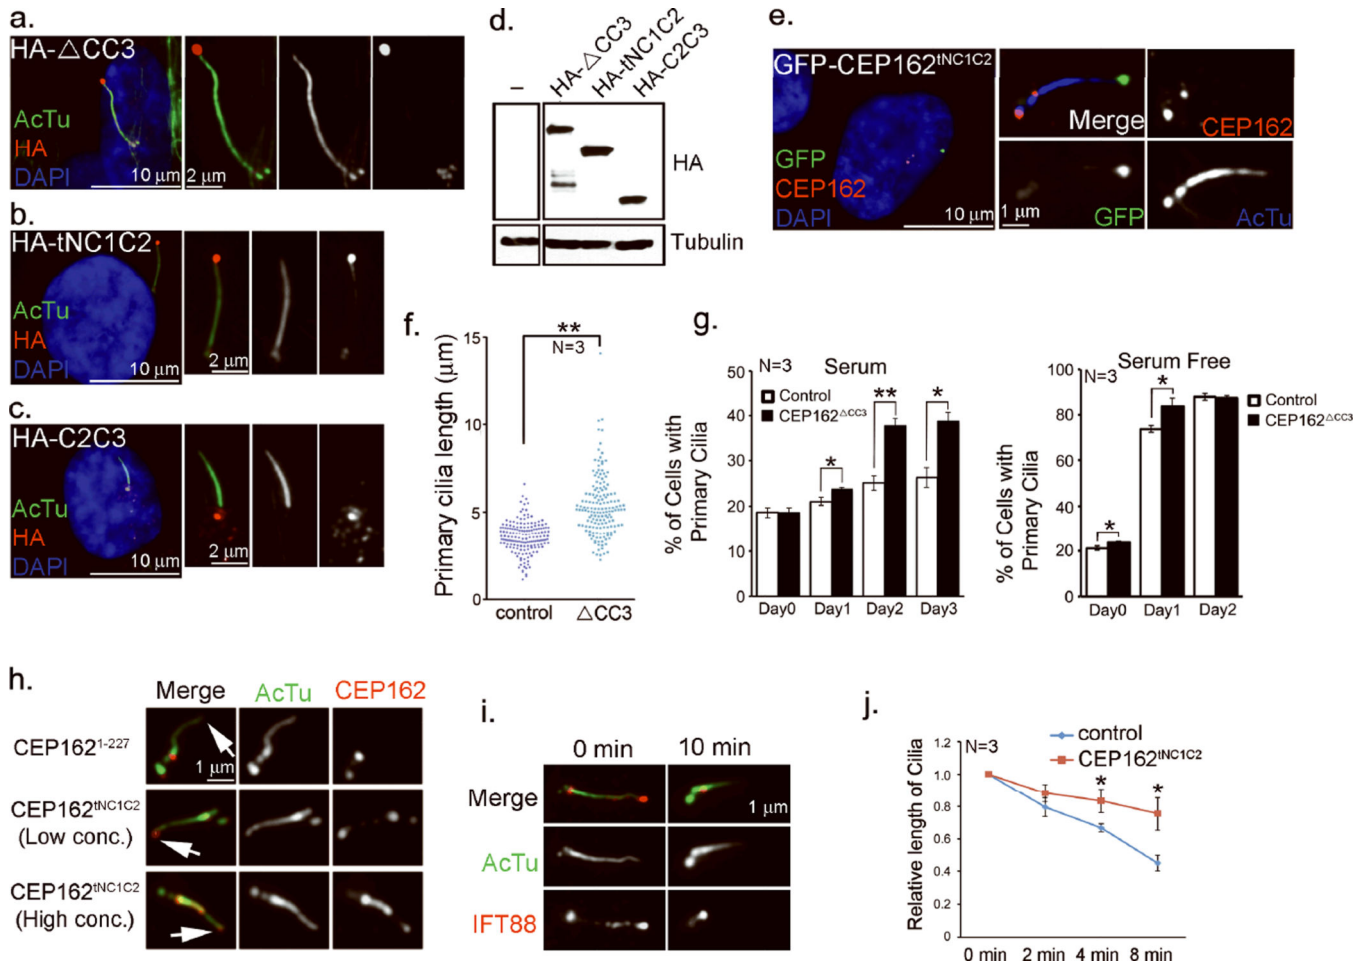 a.
HA-△CC3
AcTu
HA
DAPI
10 μm
2 μm
b.
HA-tNC1C2
AcTu
HA
DAPI
10 μm
2 μm
c.
HA-C2C3
AcTu
HA
DAPI
10 μm
2 μm
d.
–
HA-△CC3
HA-tNC1C2
HA-C2C3
HA
Tubulin
e.
GFP-CEP162tNC1C2
GFP
CEP162
DAPI
10 μm
Merge
CEP162
1 μm
GFP
AcTu
f.
Primary cilia length (μm)
15
10
5
0
**
N=3
control
△CC3
g.
N=3
Serum
Control
CEP162△CC3
% of Cells with
Primary Cilia
50
40
30
20
10
0
*
**
*
Day0
Day1
Day2
Day3
Serum Free
N=3
Control
CEP162△CC3
% of Cells with
Primary Cilia
100
80
60
40
20
0
*
*
Day0
Day1
Day2
h.
Merge
AcTu
CEP162
CEP1621-227
1 μm
CEP162tNC1C2
(Low conc.)
CEP162tNC1C2
(High conc.)
i.
0 min
10 min
Merge
1 μm
AcTu
IFT88
j.
control
CEP162tNC1C2
N=3
Relative length of Cilia
1.2
1.0
0.8
0.6
0.4
0.2
0
*
*
0 min
2 min
4 min
8 min